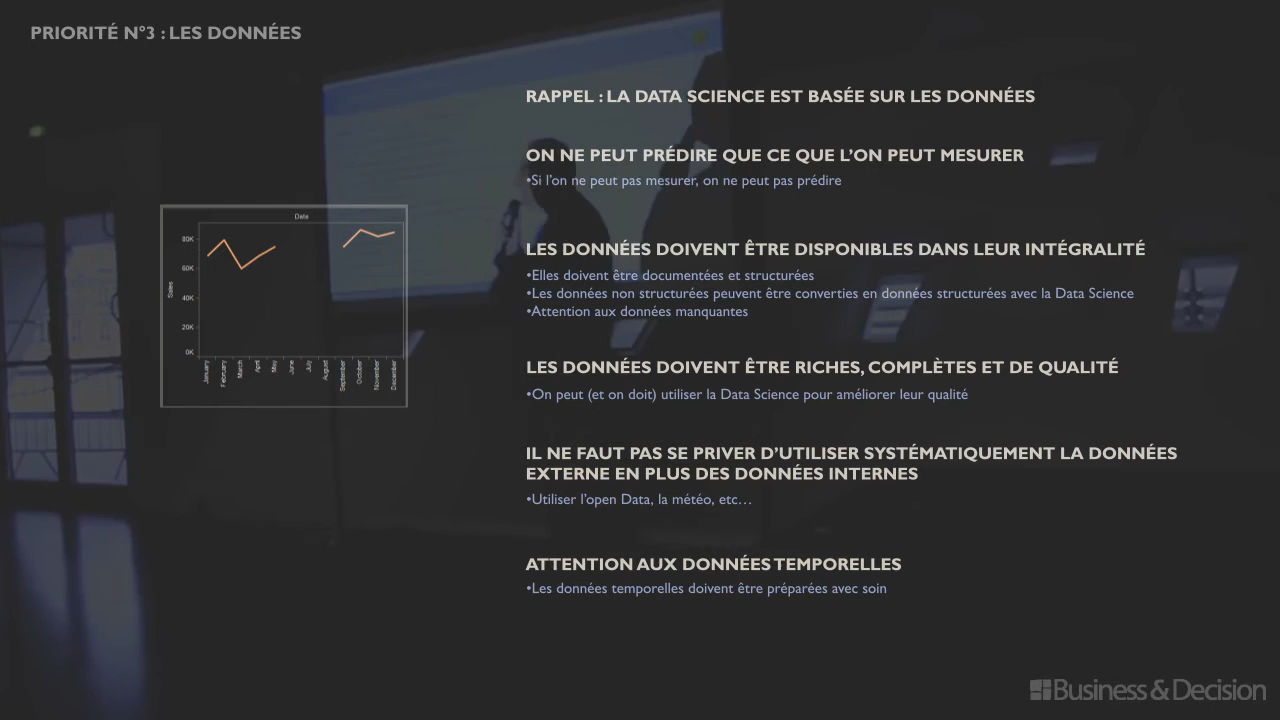 PRIORITÉ N°3 : LES DONNÉES
RAPPEL : LA DATA SCIENCE EST BASÉE SUR LES DONNÉES
ON NE PEUT PRÉDIRE QUE CE QUE L'ON PEUT MESURER
•Si l'on ne peut pas mesurer, on ne peut pas prédire
LES DONNÉES DOIVENT ÊTRE DISPONIBLES DANS LEUR INTÉGRALITÉ
•Elles doivent être documentées et structurées
•Les données non structurées peuvent être converties en données structurées avec la Data Science
•Attention aux données manquantes
LES DONNÉES DOIVENT ÊTRE RICHES, COMPLÈTES ET DE QUALITÉ
•On peut (et on doit) utiliser la Data Science pour améliorer leur qualité
IL NE FAUT PAS SE PRIVER D'UTILISER SYSTÉMATIQUEMENT LA DONNÉES
EXTERNE EN PLUS DES DONNÉES INTERNES
•Utiliser l'open Data, la météo, etc…
ATTENTION AUX DONNÉES TEMPORELLES
•Les données temporelles doivent être préparées avec soin
Date
80K
60K
40K
20K
0K
Sales
January
February
March
April
May
June
July
August
September
October
November
December
Business & Decision